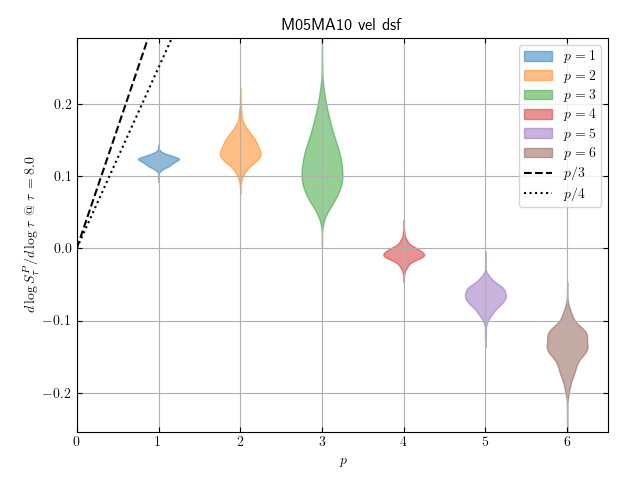 M05MA10 vel dsf
d log S_τ^P / d log τ @ τ = 8.0
0.2
0.1
0.0
−0.1
−0.2
0 1 2 3 4 5 6
p
p = 1
p = 2
p = 3
p = 4
p = 5
p = 6
p/3
p/4